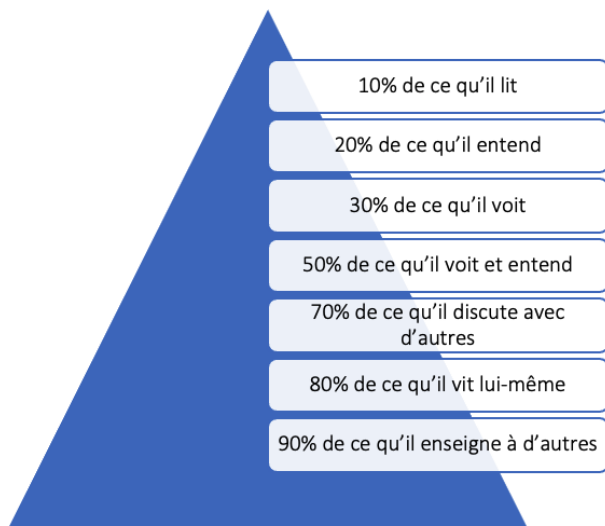 10% de ce qu’il lit
20% de ce qu’il entend
30% de ce qu’il voit
50% de ce qu’il voit et entend
70% de ce qu’il discute avec
d’autres
80% de ce qu’il vit lui-même
90% de ce qu’il enseigne à d’autres